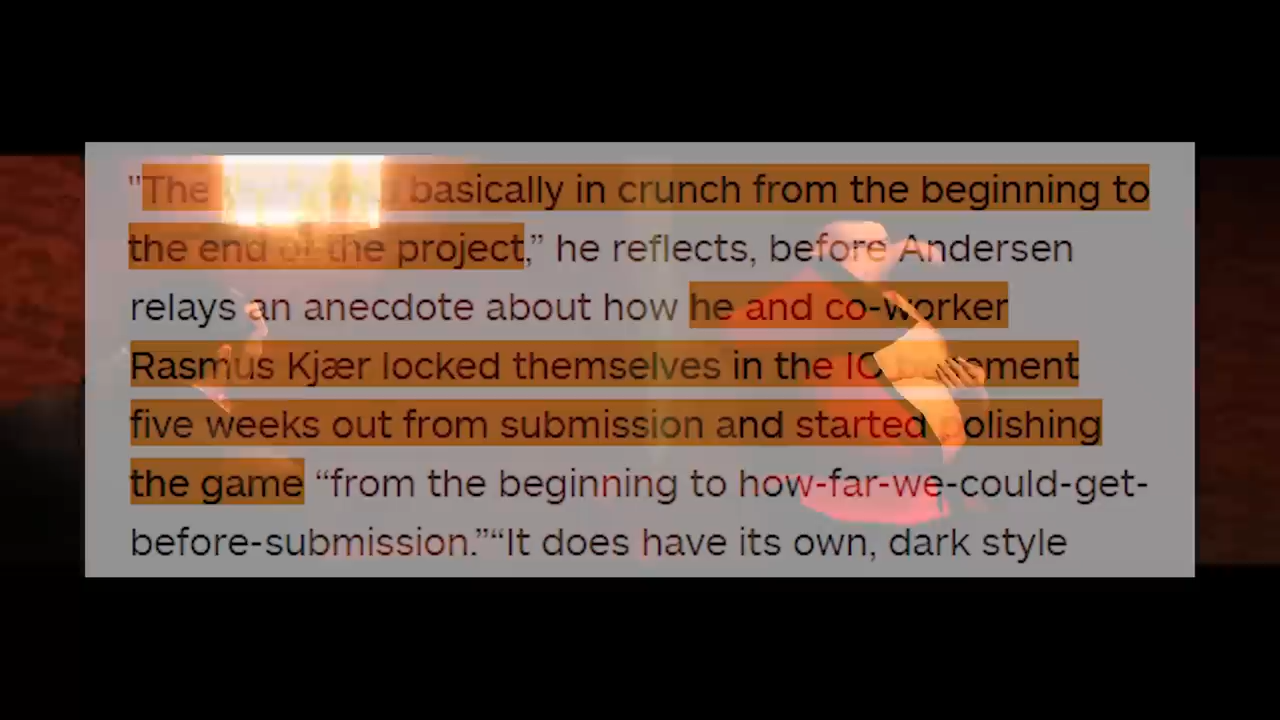 "The basically in crunch from the beginning to
the end of the project,” he reflects, before Andersen
relays an anecdote about how he and co-worker
Rasmus Kjær locked themselves in the IO
five weeks out from submission and started polishing
the game “from the beginning to how-far-we-could-get-
before-submission.”“It does have its own, dark style